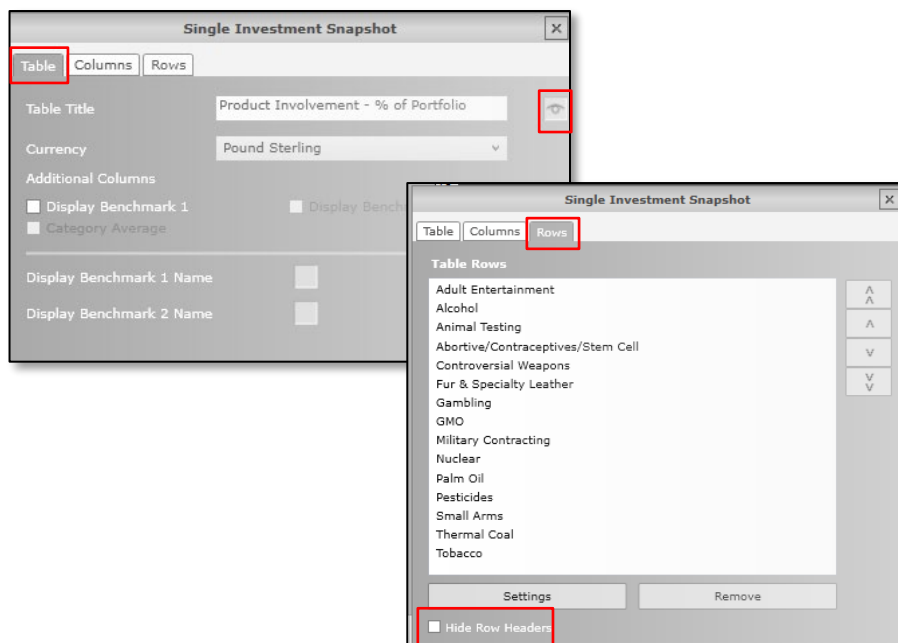 Single Investment Snapshot
Table Columns Rows
Table Title Product Involvement - % of Portfolio
Currency Pound Sterling
Additional Columns
Display Benchmark 1 Display
Category Average
Display Benchmark 1 Name
Display Benchmark 2 Name
Single Investment Snapshot
Table Columns Rows
Table Rows
Adult Entertainment
Alcohol
Animal Testing
Abortive/Contraceptives/Stem Cell
Controversial Weapons
Fur & Specialty Leather
Gambling
GMO
Military Contracting
Nuclear
Palm Oil
Pesticides
Small Arms
Thermal Coal
Tobacco
Settings Remove
Hide Row Headers